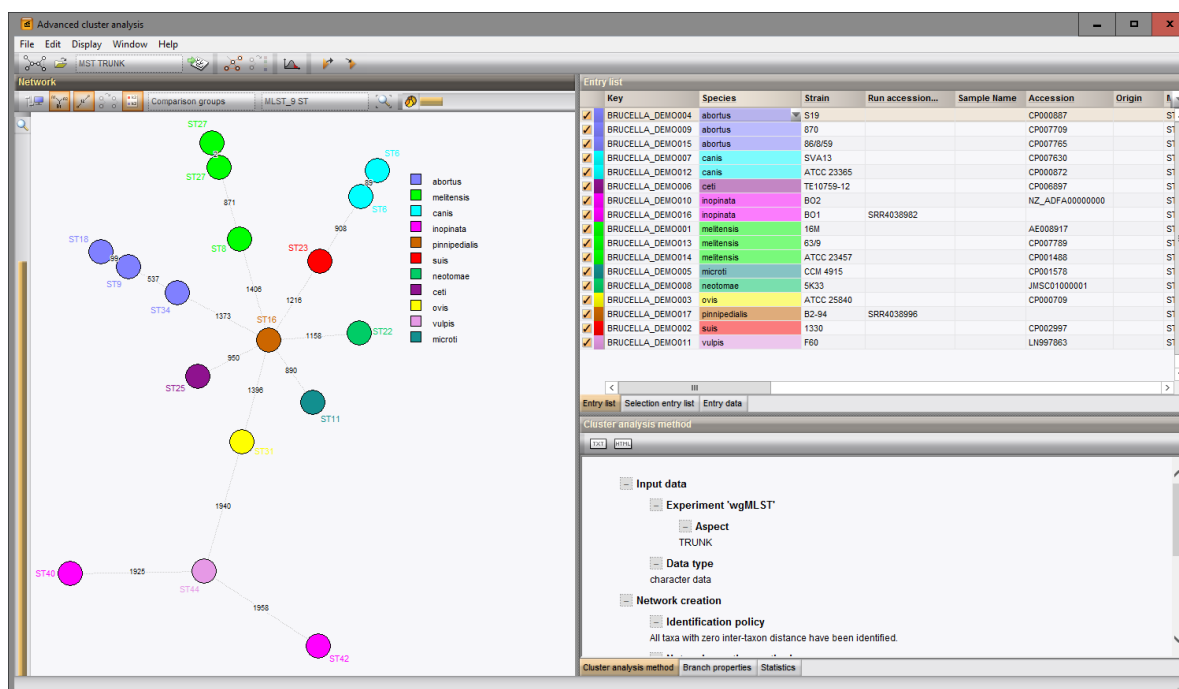 Advanced cluster analysis
File Edit Display Window Help
MST TRUNK
Network
Comparison groups MLST_9 ST
ST27
ST27
871
ST8
1406
ST6
89
ST6
908
ST23
1216
ST18
ST9
537
ST34
1373
ST16
1158
ST22
950
ST25
890
ST11
1396
1940
ST44
1925
ST40
1958
ST42
abortus
melitensis
canis
inopinata
pinnipedialis
suis
neotomae
ceti
ovis
vulpis
microti
Entry list
Key Species Strain Run accession... Sample Name Accession Origin
BRUCELLA_DEMO004 abortus S19 CP000887
BRUCELLA_DEMO009 abortus 870 CP007709
BRUCELLA_DEMO015 abortus 86/8/59 CP007765
BRUCELLA_DEMO007 canis SVA13 CP007630
BRUCELLA_DEMO012 canis ATCC 23365 CP000872
BRUCELLA_DEMO006 ceti TE10759-12 CP006897
BRUCELLA_DEMO010 inopinata BO2 NZ_ADFA00000000
BRUCELLA_DEMO016 inopinata BO1 SRR4038982
BRUCELLA_DEMO001 melitensis 16M AE008917
BRUCELLA_DEMO013 melitensis 63/9 CP007789
BRUCELLA_DEMO014 melitensis ATCC 23457 CP001488
BRUCELLA_DEMO005 microti CCM 4915 CP001578
BRUCELLA_DEMO008 neotomae 5K33 JMSC01000001
BRUCELLA_DEMO003 ovis ATCC 25840 CP000709
BRUCELLA_DEMO017 pinnipedialis B2-94 SRR4038996
BRUCELLA_DEMO002 suis 1330 CP002997
BRUCELLA_DEMO011 vulpis F60 LN997863
Entry list Selection entry list Entry data
Cluster analysis method
TXT HTML
Input data
Experiment 'wgMLST'
Aspect
TRUNK
Data type
character data
Network creation
Identification policy
All taxa with zero inter-taxon distance have been identified.
Cluster analysis method Branch properties Statistics